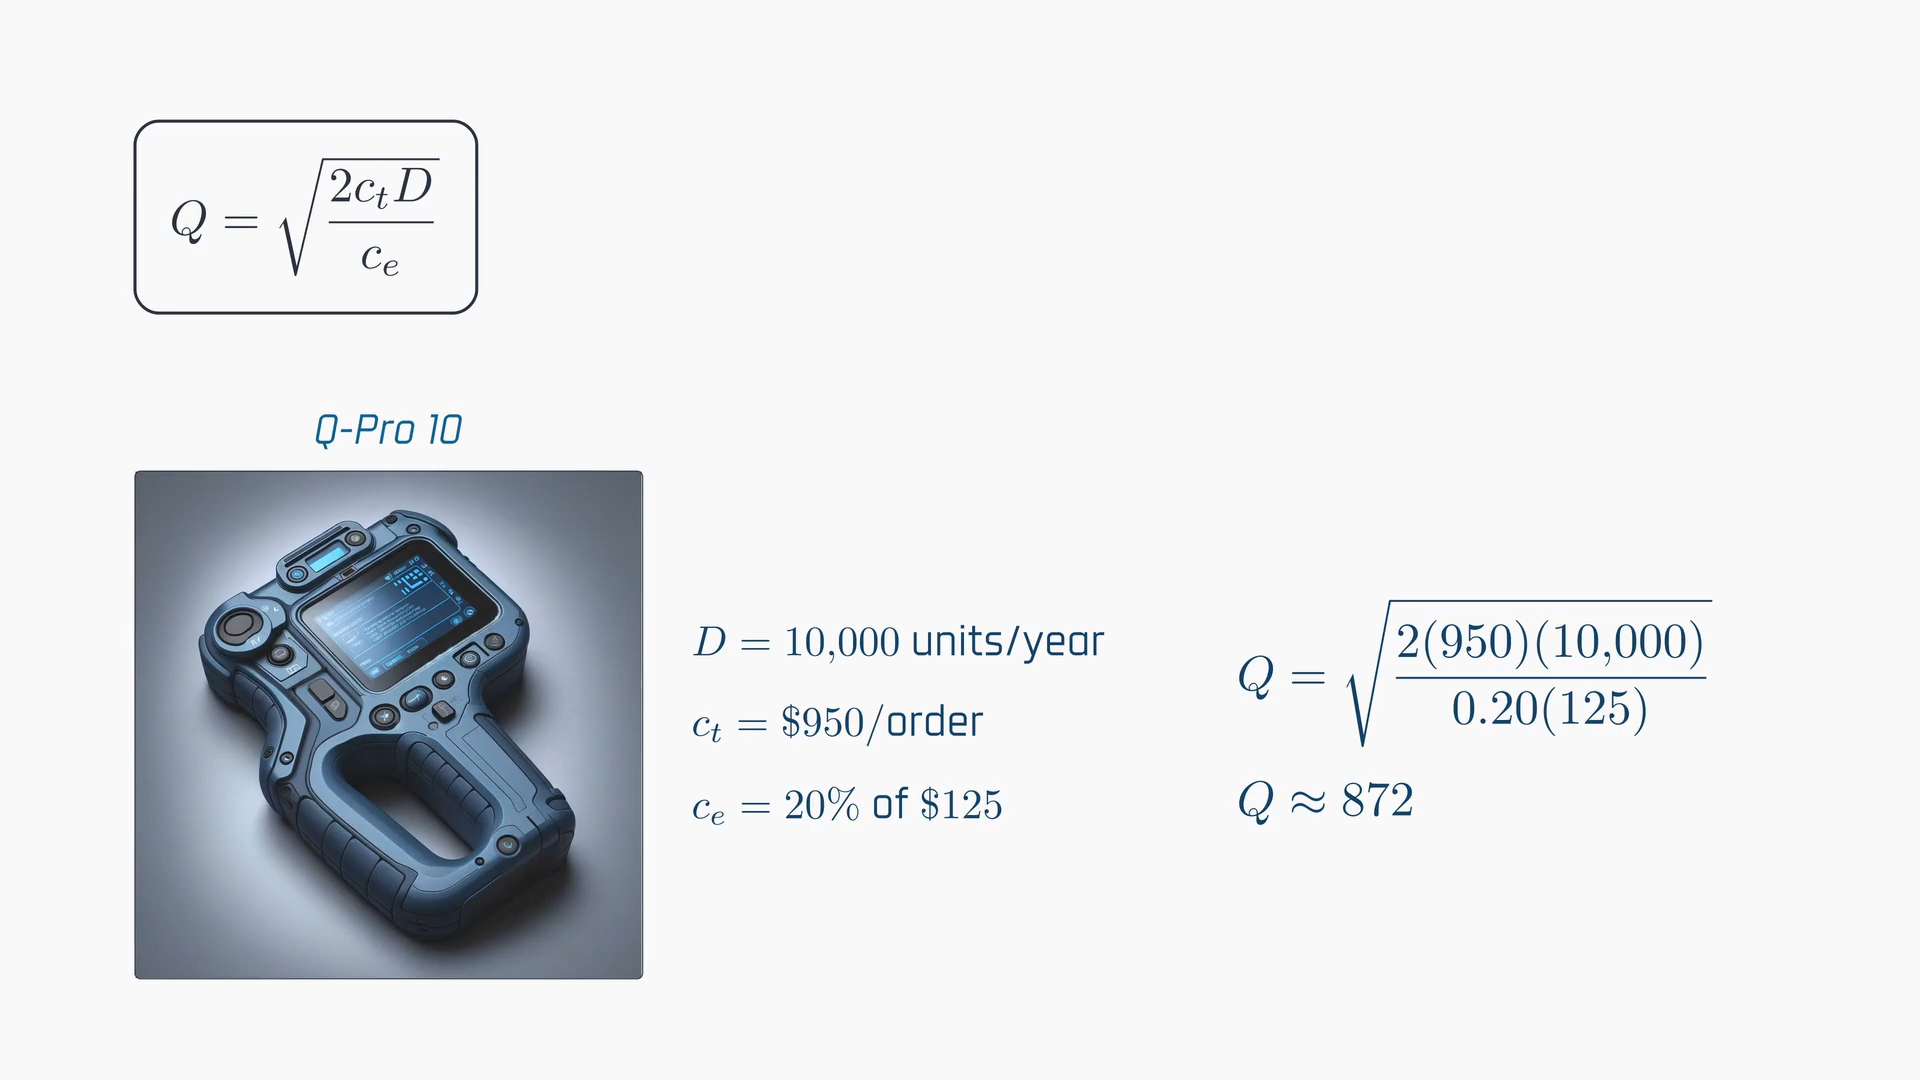 Q = √(2c_t D / c_e)
Q-Pro 10
D = 10,000 units/year
c_t = $950/order
c_e = 20% of $125
Q = √(2(950)(10,000) / 0.20(125))
Q ≈ 872